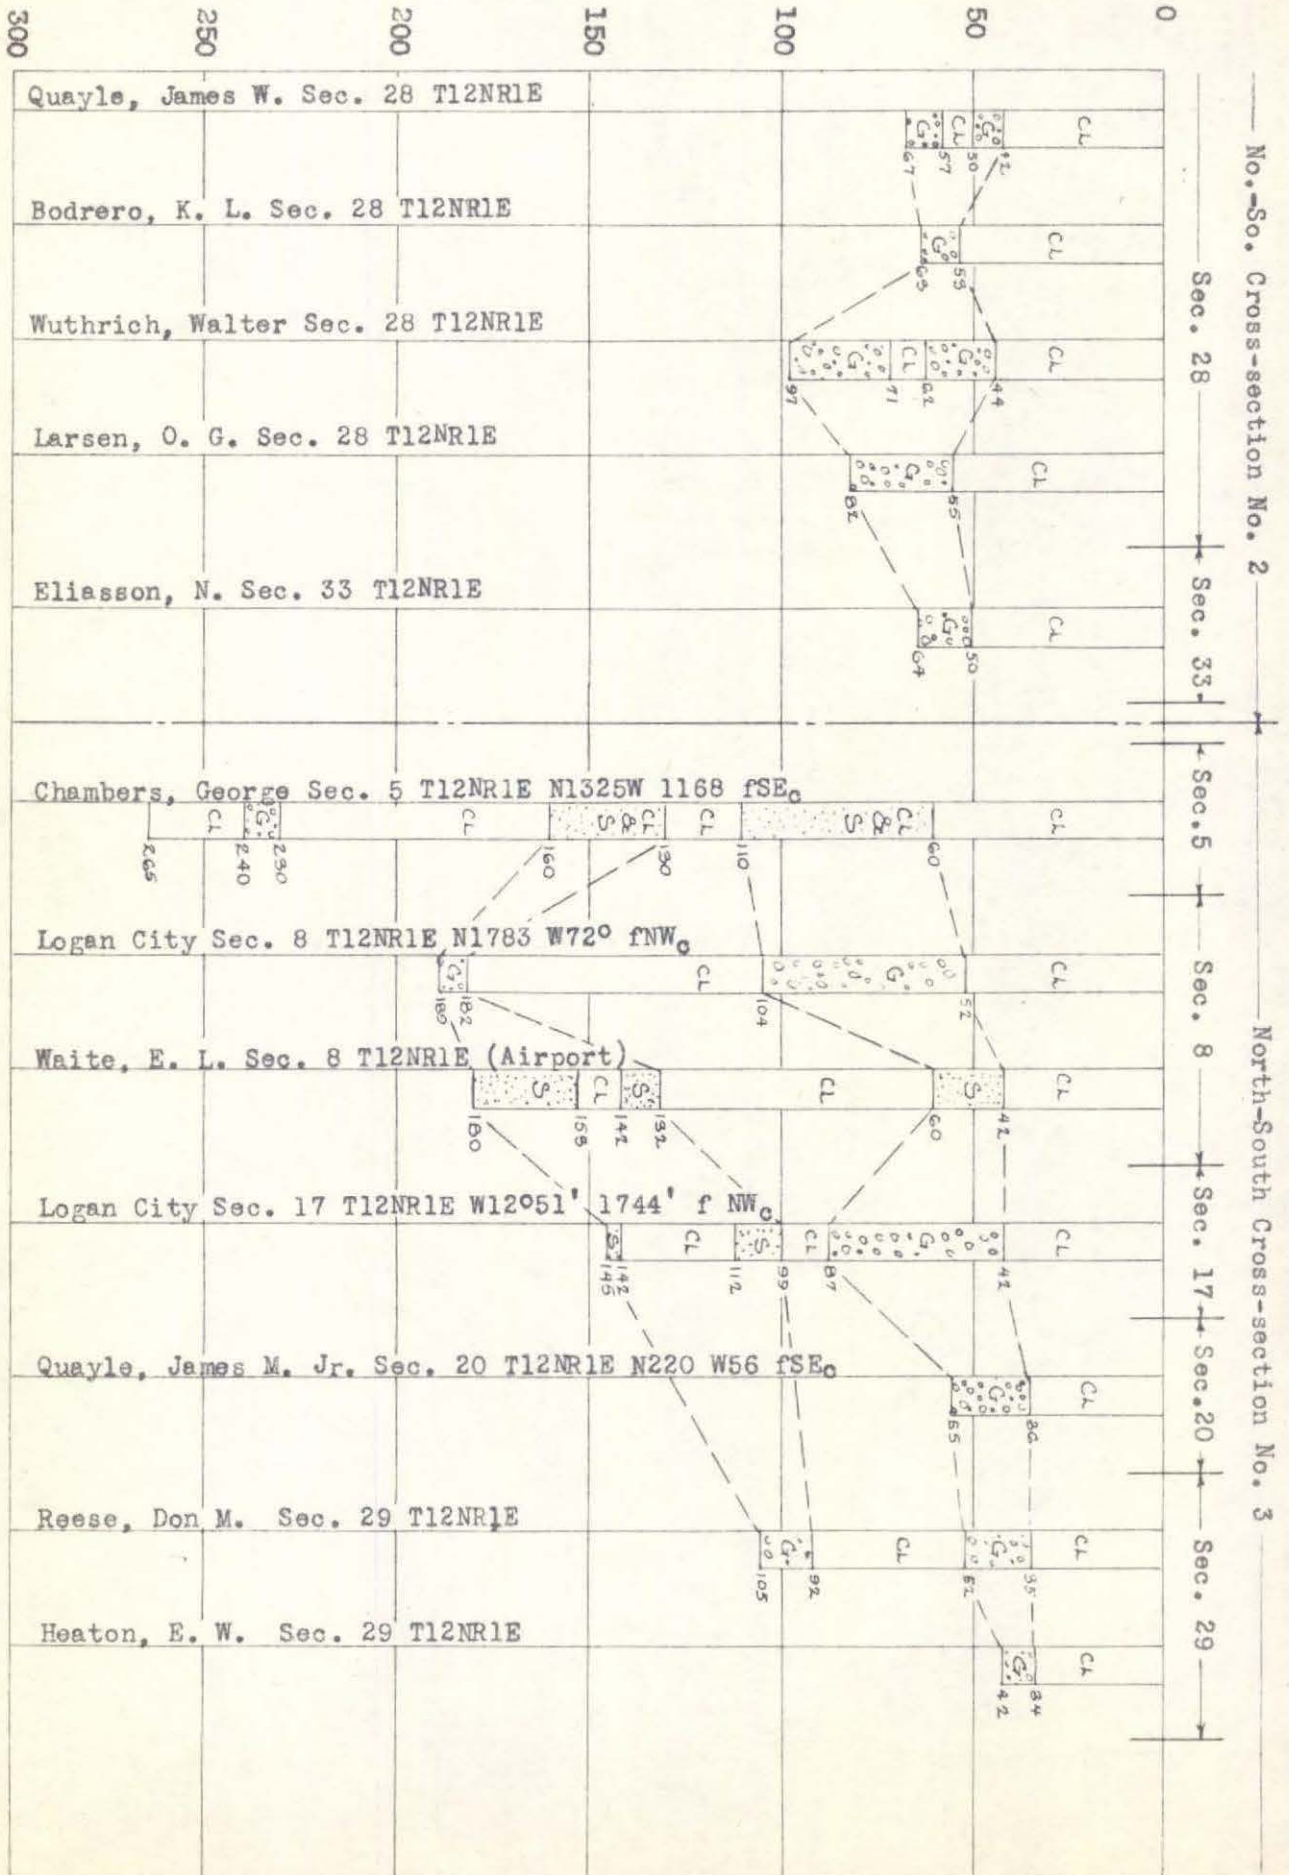 0
50
100
150
200
250
300
No.-So. Cross-section No. 2
Sec. 28
Sec. 33
Quayle, James W. Sec. 28 T12NR1E
CL G CL G
42 50 57 67
Bodrero, K. L. Sec. 28 T12NR1E
CL G
53 63
Wuthrich, Walter Sec. 28 T12NR1E
CL G CL G
44 62 71 97
Larsen, O. G. Sec. 28 T12NR1E
CL G
55 82
Eliasson, N. Sec. 33 T12NR1E
CL G
50 64
North-South Cross-section No. 3
Sec.5
Sec. 8
Sec. 17
Sec.20
Sec. 29
Chambers, George Sec. 5 T12NR1E N1325W 1168 fSEc
CL S & CL CL S & CL CL G CL
60 110 130 160 230 240 265
Logan City Sec. 8 T12NR1E N1783 W72° fNWc
CL G CL G
52 104 182 189
Waite, E. L. Sec. 8 T12NR1E (Airport)
CL S CL S CL S
42 60 132 142 153 180
Logan City Sec. 17 T12NR1E W12°51' 1744' f NWc
CL G CL S CL S
42 87 99 112 142 145
Quayle, James M. Jr. Sec. 20 T12NR1E N220 W56 fSEc
CL G
36 55
Reese, Don M. Sec. 29 T12NR1E
CL G CL G
35 52 92 105
Heaton, E. W. Sec. 29 T12NR1E
CL G
34 42